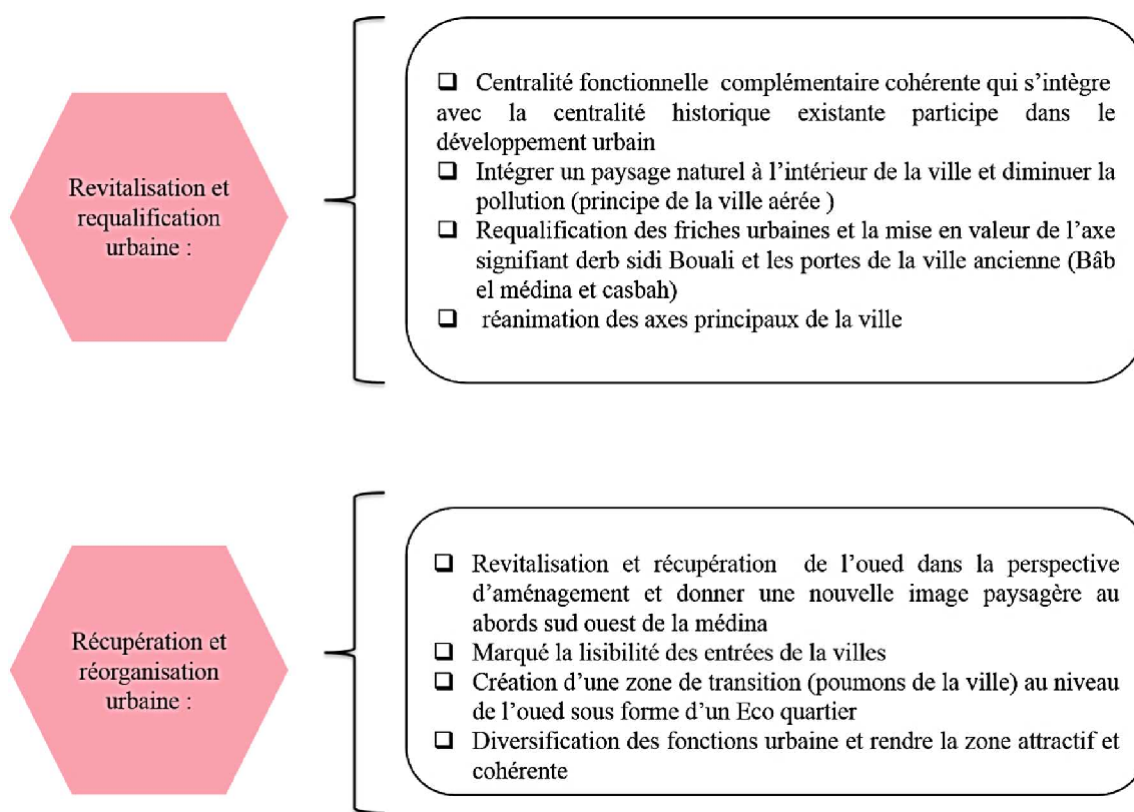 Revitalisation et
requalification
urbaine :
❑ Centralité fonctionnelle complémentaire cohérente qui s’intègre
avec la centralité historique existante participe dans le
développement urbain
❑ Intégrer un paysage naturel à l’intérieur de la ville et diminuer la
pollution (principe de la ville aérée )
❑ Requalification des friches urbaines et la mise en valeur de l’axe
signifiant derb sidi Bouali et les portes de la ville ancienne (Bâb
el médina et casbah)
❑ réanimation des axes principaux de la ville
Récupération et
réorganisation
urbaine :
❑ Revitalisation et récupération de l’oued dans la perspective
d’aménagement et donner une nouvelle image paysagère au
abords sud ouest de la médina
❑ Marqué la lisibilité des entrées de la villes
❑ Création d’une zone de transition (poumons de la ville) au niveau
de l’oued sous forme d’un Eco quartier
❑ Diversification des fonctions urbaine et rendre la zone attractif et
cohérente